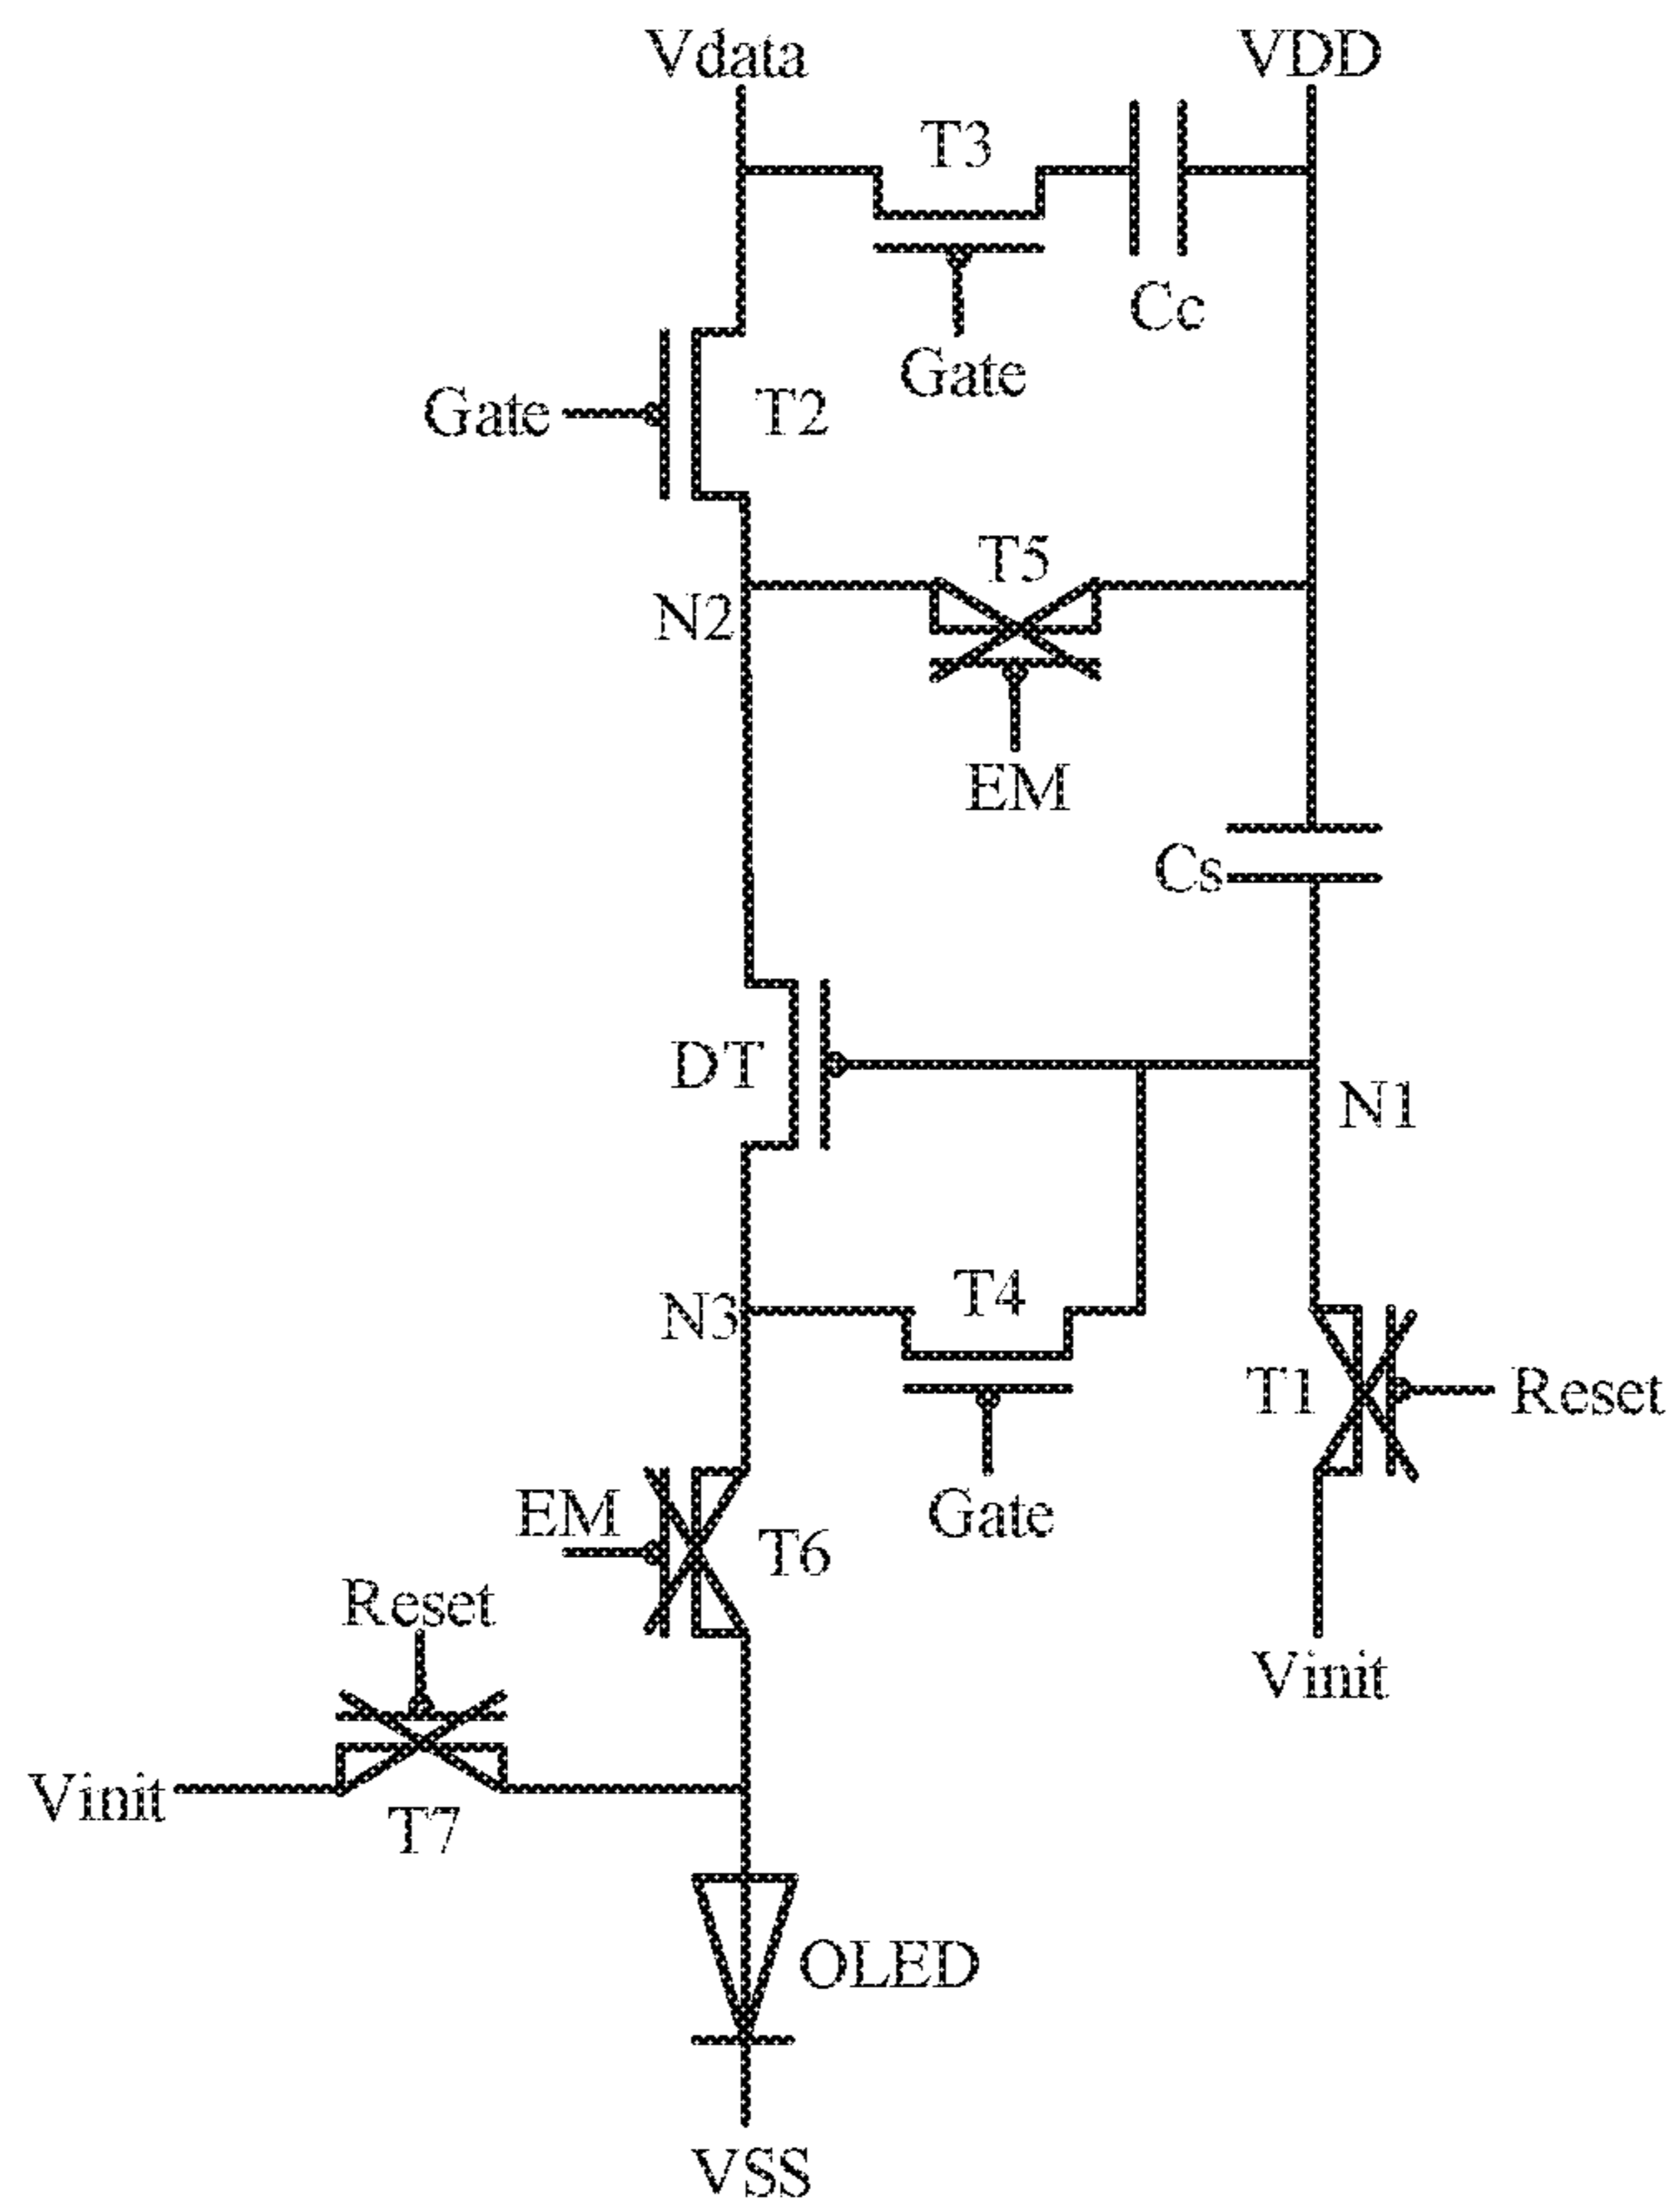 Vdata
VDD
T3
Cc
Gate
Gate
T2
T5
N2
EM
Cs
DT
N1
T4
N3
T1
Reset
EM
Gate
T6
Reset
Vinit
Vinit
T7
OLED
VSS